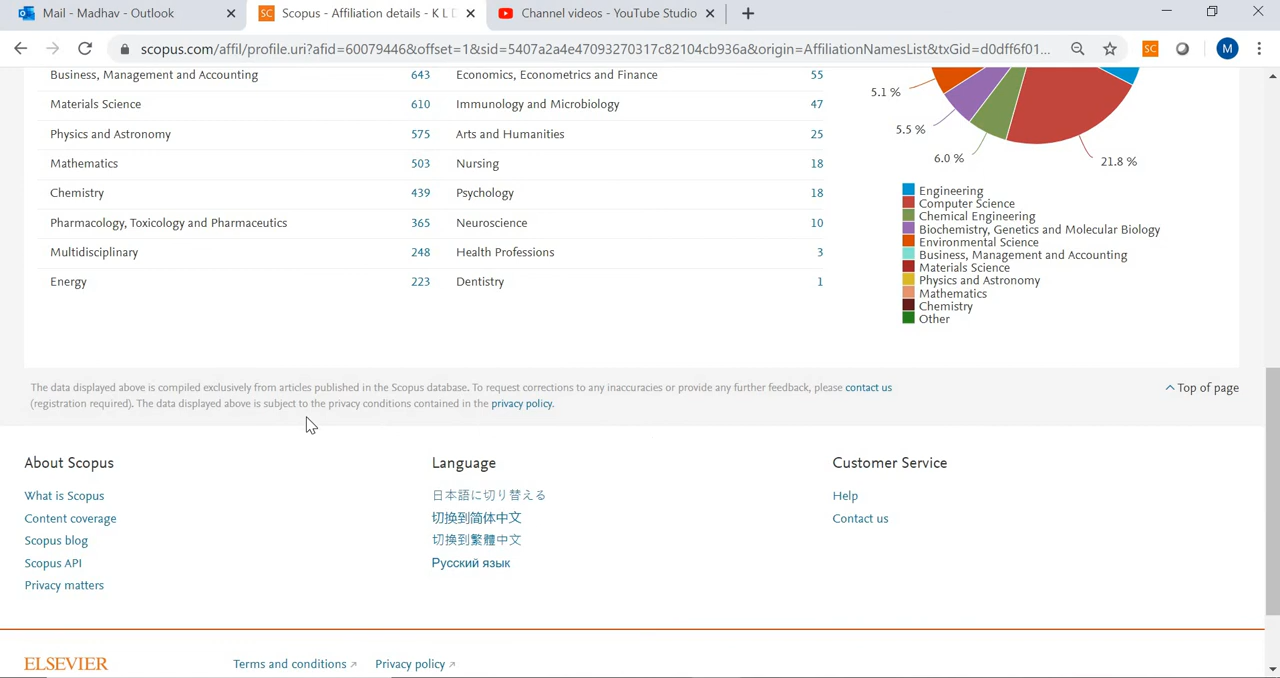 Mail - Madhav - Outlook
Scopus - Affiliation details - K L D
Channel videos - YouTube Studio
scopus.com/affil/profile.uri?afid=60079446&offset=1&sid=5407a2a4e47093270317c82104cb936a&origin=AffiliationNamesList&txGid=d0dff6f01...
SC
M
Business, Management and Accounting 643 Economics, Econometrics and Finance 55
Materials Science 610 Immunology and Microbiology 47
Physics and Astronomy 575 Arts and Humanities 25
Mathematics 503 Nursing 18
Chemistry 439 Psychology 18
Pharmacology, Toxicology and Pharmaceutics 365 Neuroscience 10
Multidisciplinary 248 Health Professions 3
Energy 223 Dentistry 1
5.1 %
5.5 %
6.0 %
21.8 %
Engineering
Computer Science
Chemical Engineering
Biochemistry, Genetics and Molecular Biology
Environmental Science
Business, Management and Accounting
Materials Science
Physics and Astronomy
Mathematics
Chemistry
Other
The data displayed above is compiled exclusively from articles published in the Scopus database. To request corrections to any inaccuracies or provide any further feedback, please contact us
(registration required). The data displayed above is subject to the privacy conditions contained in the privacy policy.
Top of page
About Scopus
What is Scopus
Content coverage
Scopus blog
Scopus API
Privacy matters
Language
日本語に切り替える
切换到简体中文
切換到繁體中文
Русский язык
Customer Service
Help
Contact us
ELSEVIER
Terms and conditions
Privacy policy